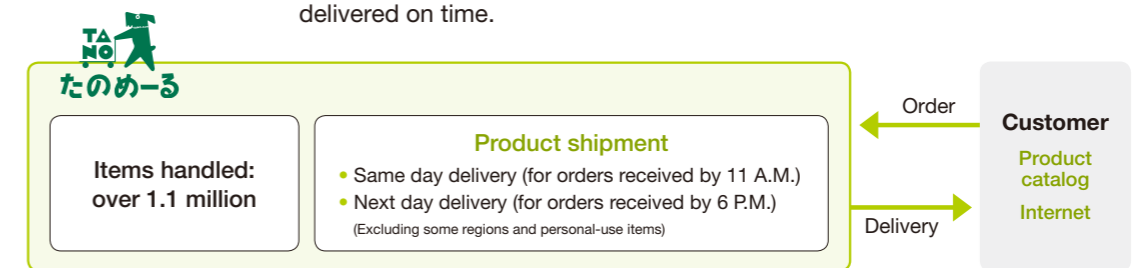 delivered on time.
TA
NO
たのめーる
Items handled:
over 1.1 million
Product shipment
• Same day delivery (for orders received by 11 A.M.)
• Next day delivery (for orders received by 6 P.M.)
(Excluding some regions and personal-use items)
Order
Delivery
Customer
Product
catalog
Internet